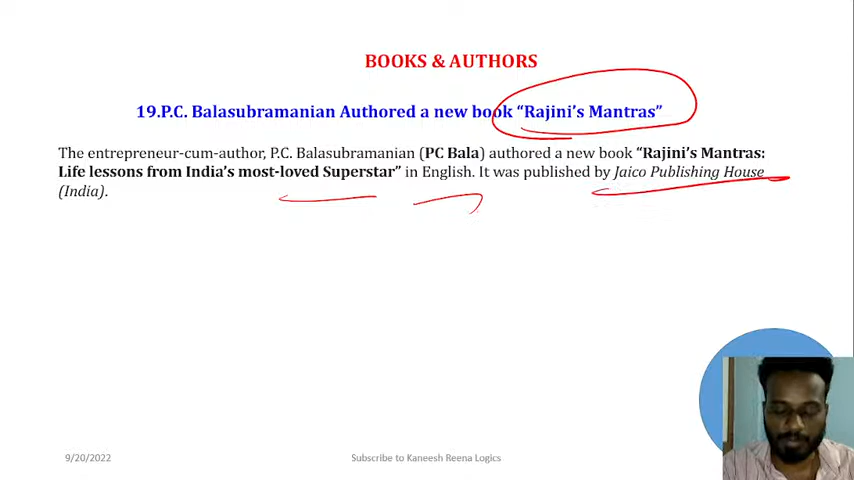 BOOKS & AUTHORS
19.P.C. Balasubramanian Authored a new book “Rajini’s Mantras”
The entrepreneur-cum-author, P.C. Balasubramanian (PC Bala) authored a new book “Rajini’s Mantras:
Life lessons from India’s most-loved Superstar” in English. It was published by Jaico Publishing House
(India).
9/20/2022
Subscribe to Kaneesh Reena Logics